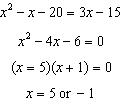 x² − x − 20 = 3x − 15
x² − 4x − 6 = 0
(x = 5)(x + 1) = 0
x = 5 or − 1